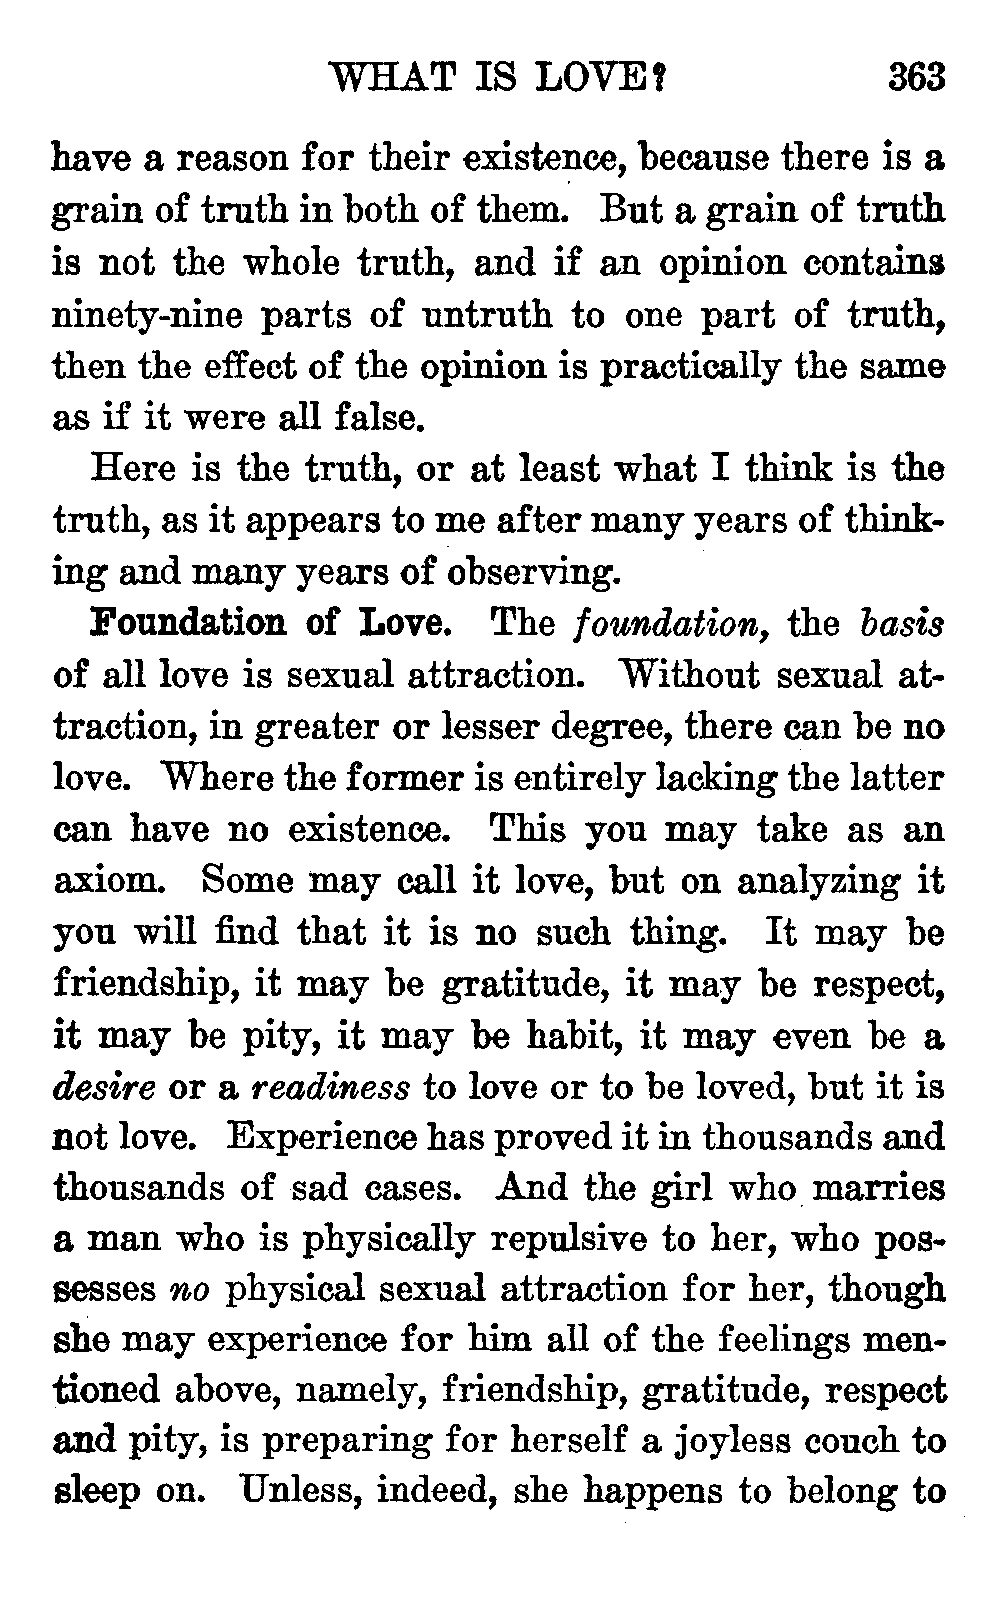 WHAT IS LOVE? 363
have a reason for their existence, because there is a
grain of truth in both of them. But a grain of truth
is not the whole truth, and if an opinion contains
ninety-nine parts of untruth to one part of truth,
then the effect of the opinion is practically the same
as if it were all false.
Here is the truth, or at least what I think is the
truth, as it appears to me after many years of think-
ing and many years of observing.
Foundation of Love. The foundation, the basis
of all love is sexual attraction. Without sexual at-
traction, in greater or lesser degree, there can be no
love. Where the former is entirely lacking the latter
can have no existence. This you may take as an
axiom. Some may call it love, but on analyzing it
you will find that it is no such thing. It may be
friendship, it may be gratitude, it may be respect,
it may be pity, it may be habit, it may even be a
desire or a readiness to love or to be loved, but it is
not love. Experience has proved it in thousands and
thousands of sad cases. And the girl who marries
a man who is physically repulsive to her, who pos-
sesses no physical sexual attraction for her, though
she may experience for him all of the feelings men-
tioned above, namely, friendship, gratitude, respect
and pity, is preparing for herself a joyless couch to
sleep on. Unless, indeed, she happens to belong to